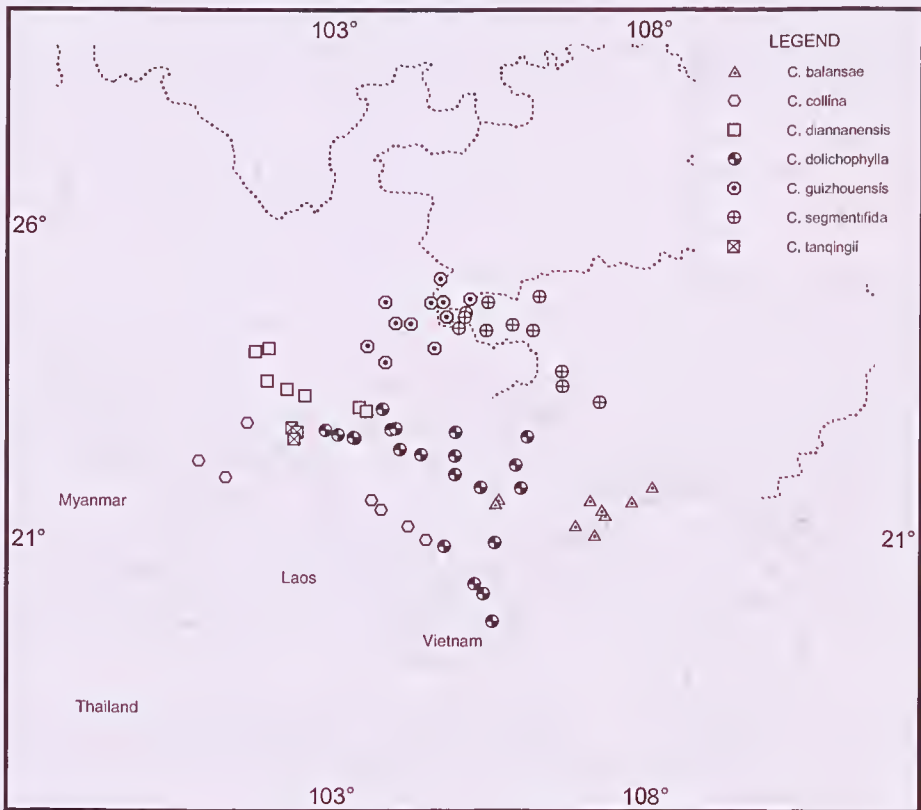 103° 108°
LEGEND
C. balansae
C. collina
C. diannanensis
C. dolichophylla
C. guizhouensis
C. segmentifida
C. tanqingii
26°
Myanmar
21° 21°
Laos
Vietnam
Thailand
103° 108°